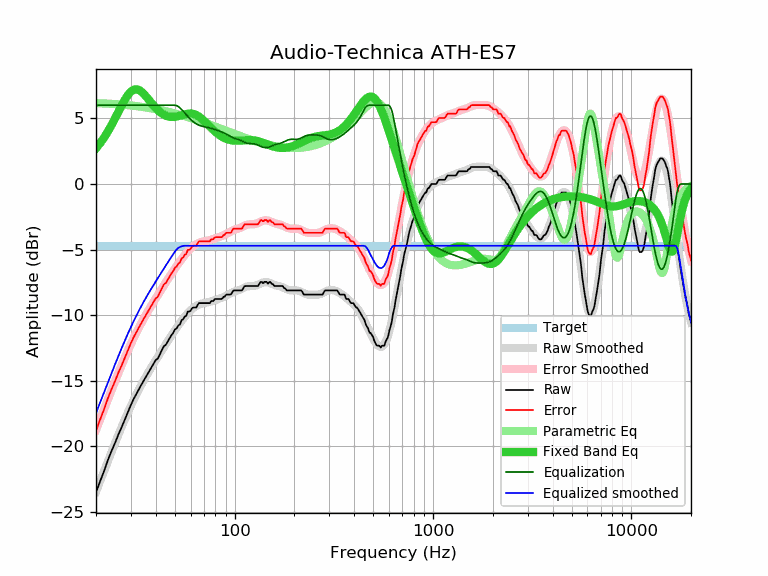 Audio-Technica ATH-ES7
Amplitude (dBr)
5
0
−5
−10
−15
−20
−25
100
1000
10000
Frequency (Hz)
Target
Raw Smoothed
Error Smoothed
Raw
Error
Parametric Eq
Fixed Band Eq
Equalization
Equalized smoothed